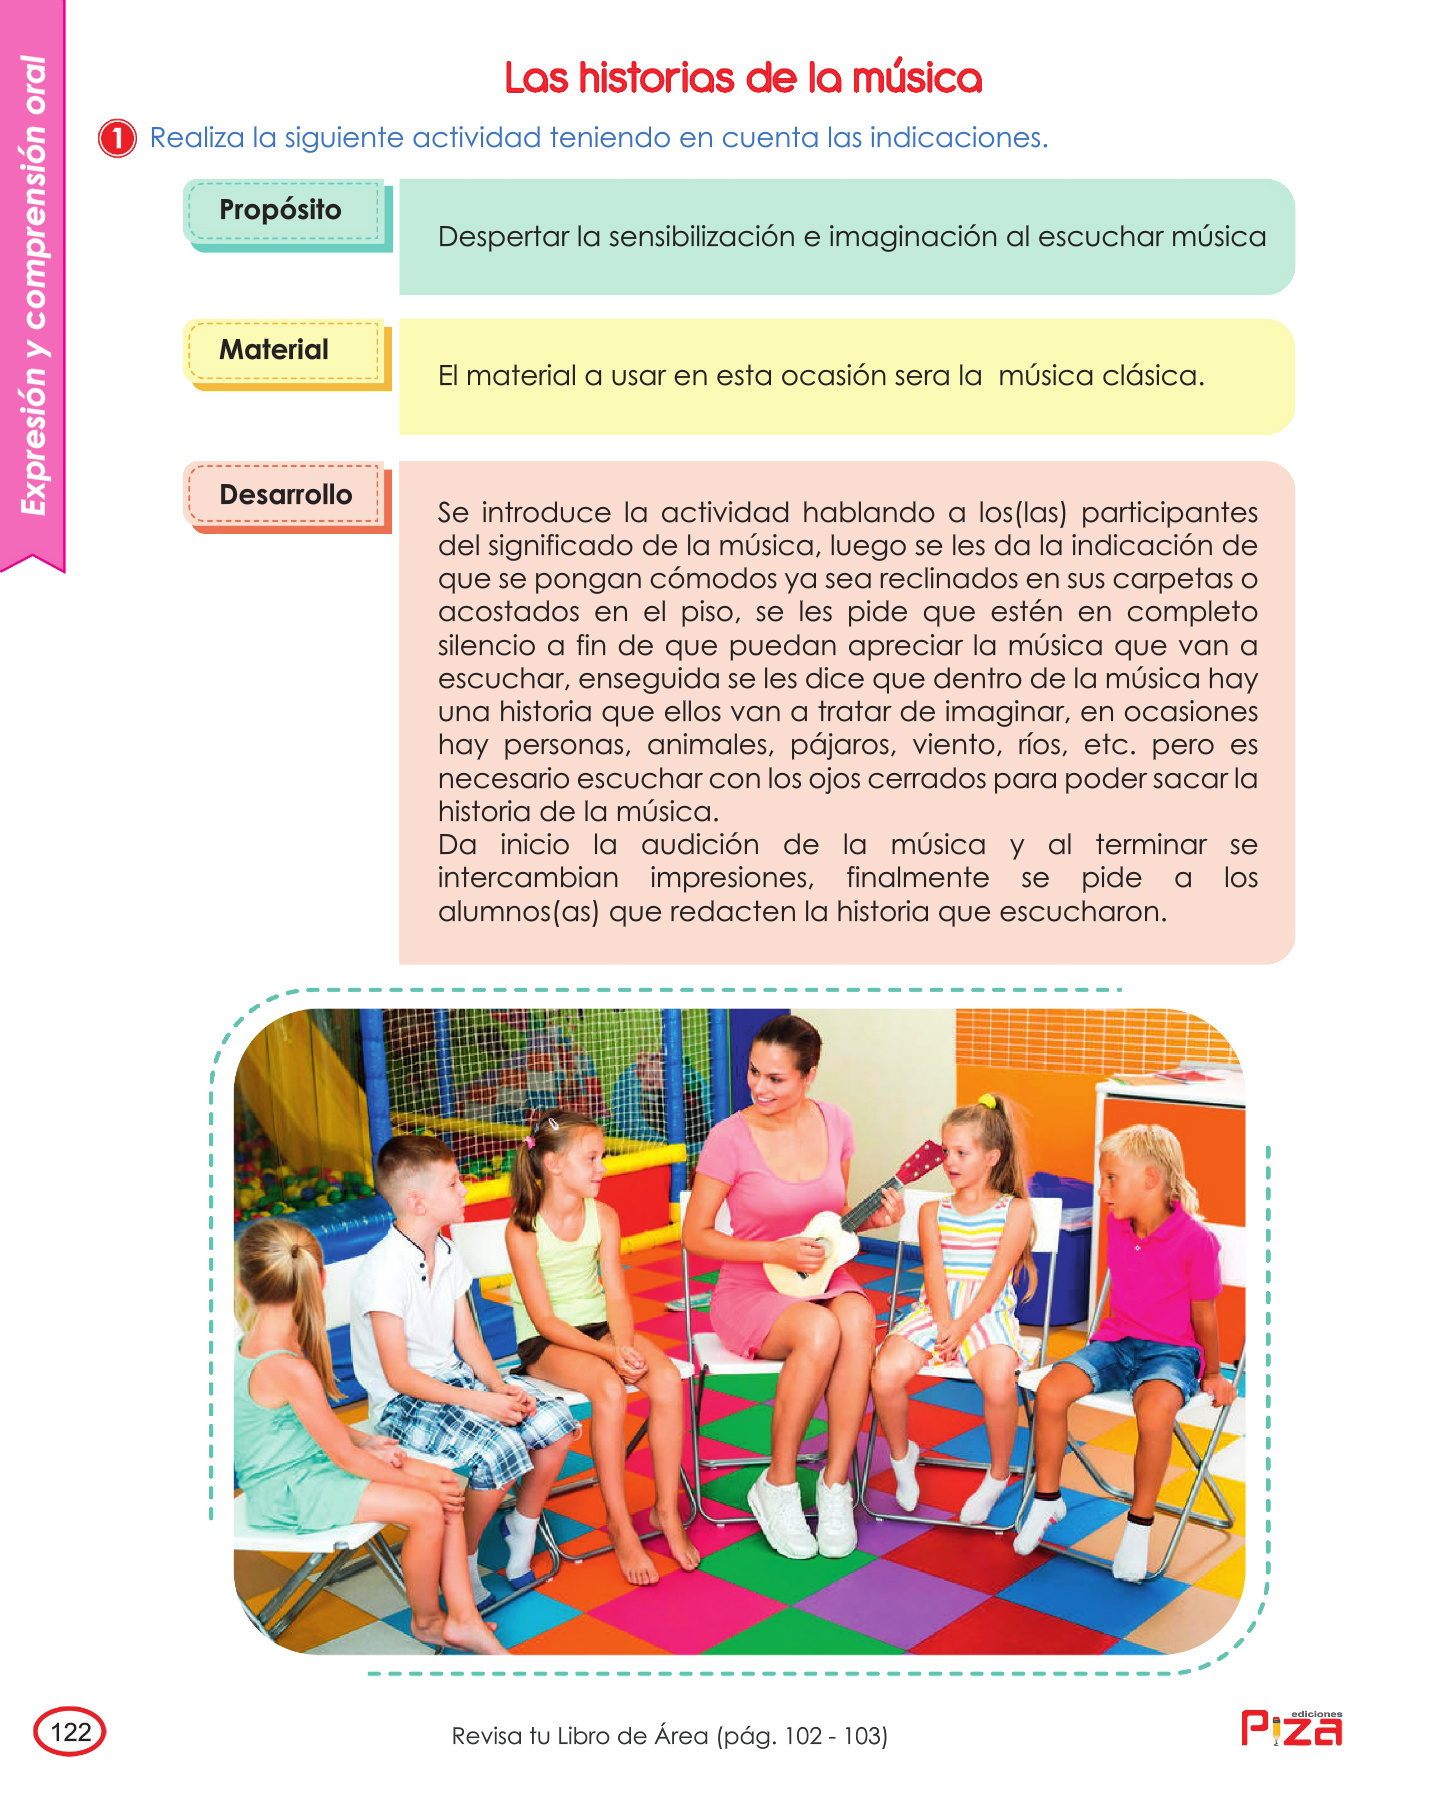 Expresión y comprensión oral
Las historias de la música
1 Realiza la siguiente actividad teniendo en cuenta las indicaciones.
Propósito
Despertar la sensibilización e imaginación al escuchar música
Material
El material a usar en esta ocasión sera la  música clásica.
Desarrollo
Se introduce la actividad hablando a los(las) participantes
del significado de la música, luego se les da la indicación de
que se pongan cómodos ya sea reclinados en sus carpetas o
acostados en el piso, se les pide que estén en completo
silencio a fin de que puedan apreciar la música que van a
escuchar, enseguida se les dice que dentro de la música hay
una historia que ellos van a tratar de imaginar, en ocasiones
hay personas, animales, pájaros, viento, ríos, etc. pero es
necesario escuchar con los ojos cerrados para poder sacar la
historia de la música.
Da inicio la audición de la música y al terminar se
intercambian impresiones, finalmente se pide a los
alumnos(as) que redacten la historia que escucharon.
122
Revisa tu Libro de Área (pág. 102 - 103)
ediciones
Piza